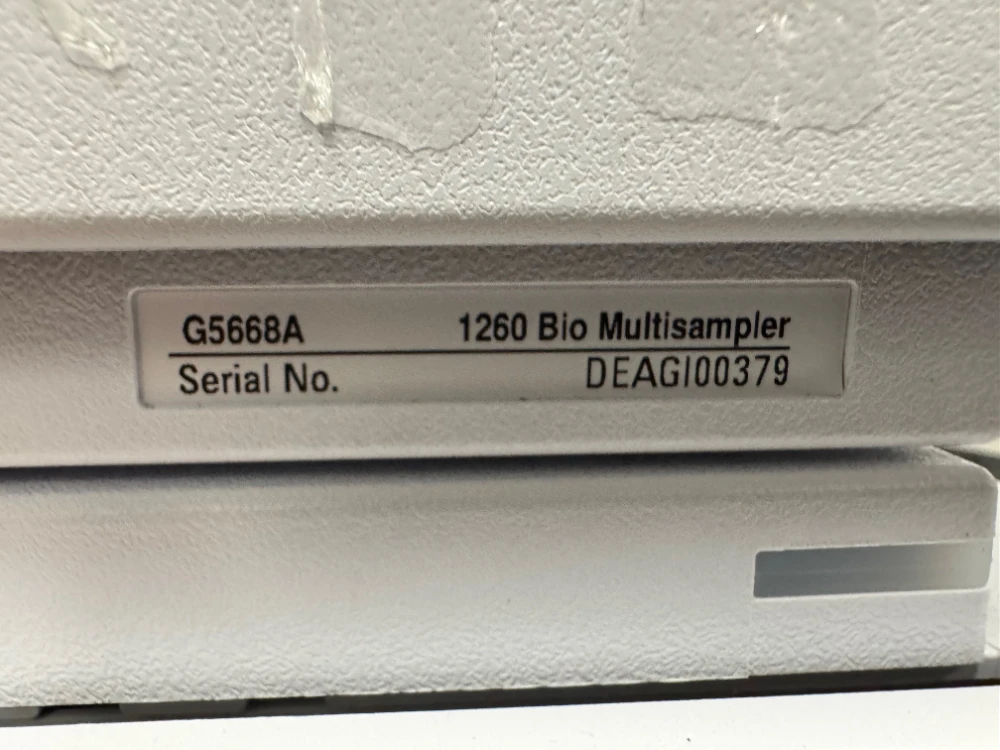 G5668A 1260 Bio Multisampler
Serial No. DEAGI00379